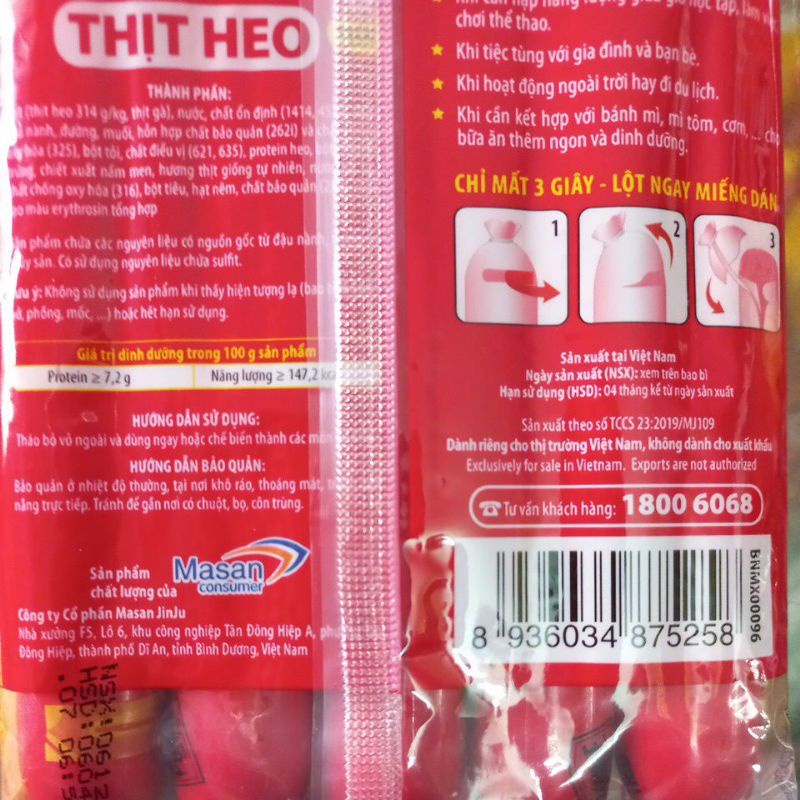 THỊT HEO
THÀNH PHẦN:
(thịt heo 314 g/kg, thịt gà), nước, chất ổn định (1414,
nành, đường, muối, hỗn hợp chất bảo quản (262i) và
hóa (325), bột tỏi, chất điều vị (621, 635), protein heo,
chiết xuất nấm men, hương thịt giống tự nhiên,
chất chống oxy hóa (316), bột tiêu, hạt nêm, chất bảo quản
màu erythrosin tổng hợp
phẩm chứa các nguyên liệu có nguồn gốc từ đậu nành,
sản. Có sử dụng nguyên liệu chứa sulfit.
ý: Không sử dụng sản phẩm khi thấy hiện tượng lạ (bao
phồng, mốc, ...) hoặc hết hạn sử dụng.
Giá trị dinh dưỡng trong 100 g sản phẩm
Protein ≥ 7,2 g Năng lượng ≥ 147,2
HƯỚNG DẪN SỬ DỤNG:
Tháo bỏ vỏ ngoài và dùng ngay hoặc chế biến thành các món
HƯỚNG DẪN BẢO QUẢN:
Bảo quản ở nhiệt độ thường, tại nơi khô ráo, thoáng mát,
nắng trực tiếp. Tránh để gần nơi có chuột, bọ, côn trùng.
Sản phẩm
chất lượng của
Masan
consumer
Công ty Cổ phần Masan JinJu
Nhà xưởng F5, Lô 6, khu công nghiệp Tân Đông Hiệp A,
Đông Hiệp, thành phố Dĩ An, tỉnh Bình Dương, Việt Nam
chơi thể thao.
★ Khi tiệc tùng với gia đình và bạn bè.
★ Khi hoạt động ngoài trời hay đi du lịch.
★ Khi cần kết hợp với bánh mì, mì tôm, cơm, ... cho
bữa ăn thêm ngon và dinh dưỡng.
CHỈ MẤT 3 GIÂY - LỘT NGAY MIẾNG DÁN
1 2 3
Sản xuất tại Việt Nam
Ngày sản xuất (NSX): xem trên bao bì
Hạn sử dụng (HSD): 04 tháng kể từ ngày sản xuất
Sản xuất theo số TCCS 23:2019/MJ109
Dành riêng cho thị trường Việt Nam, không dành cho xuất khẩu
Exclusively for sale in Vietnam. Exports are not authorized
☎Tư vấn khách hàng: 1800 6068
8 936034 875258
BNMX00096
NSX:0612
HSD:0604
.07 06:5